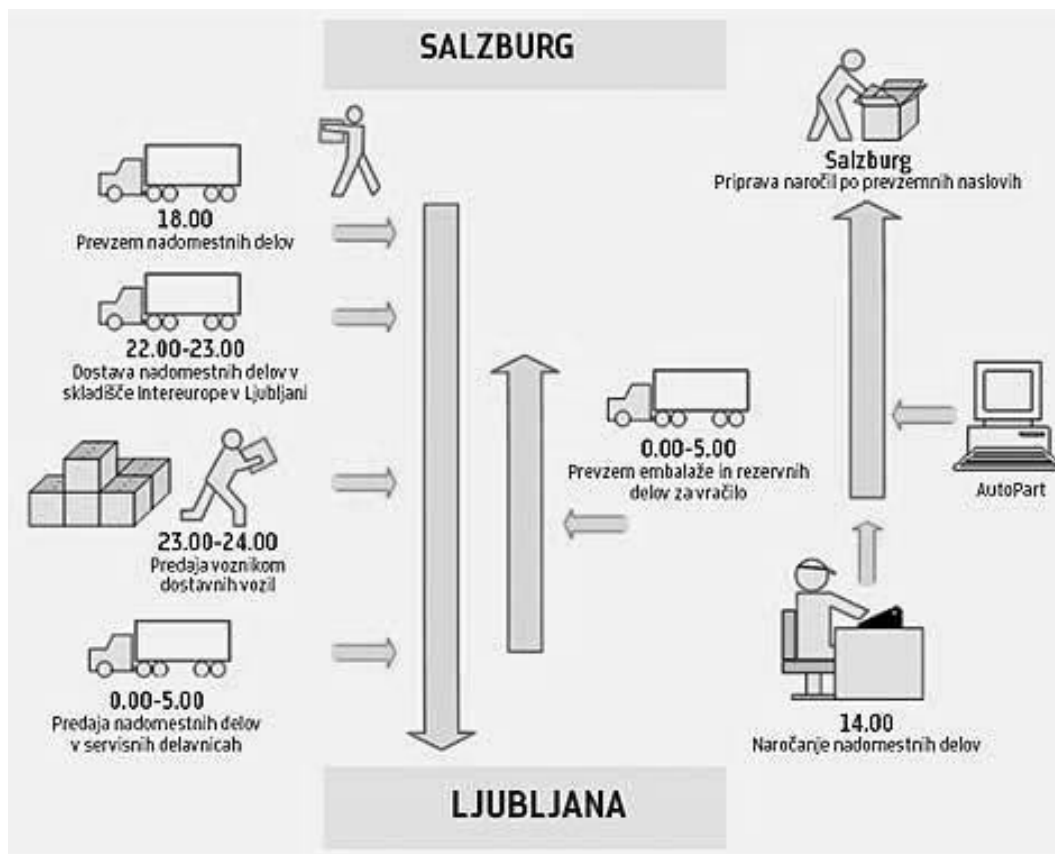 SALZBURG
18.00
Prevzem nadomestnih delov
22.00-23.00
Dostava nadomestnih delov v
skladišče Intereurope v Ljubljani
23.00-24.00
Predaja voznikom
dostavnih vozil
0.00-5.00
Predaja nadomestnih delov
v servisnih delavnicah
0.00-5.00
Prevzem embalaže in rezervnih
delov za vračilo
Salzburg
Priprava naročil po prevzemnih naslovih
AutoPart
14.00
Naročanje nadomestnih delov
LJUBLJANA